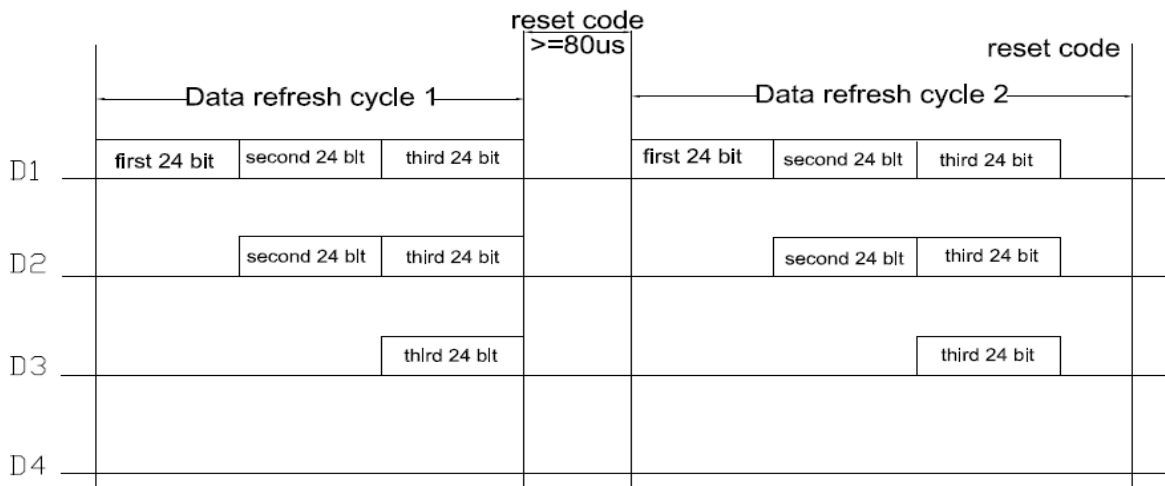 reset code
>=80us
reset code
Data refresh cycle 1
Data refresh cycle 2
D1
first 24 bit
second 24 blt
third 24 bit
first 24 bit
second 24 blt
third 24 bit
D2
second 24 blt
third 24 bit
second 24 blt
third 24 bit
D3
thlrd 24 blt
third 24 bit
D4